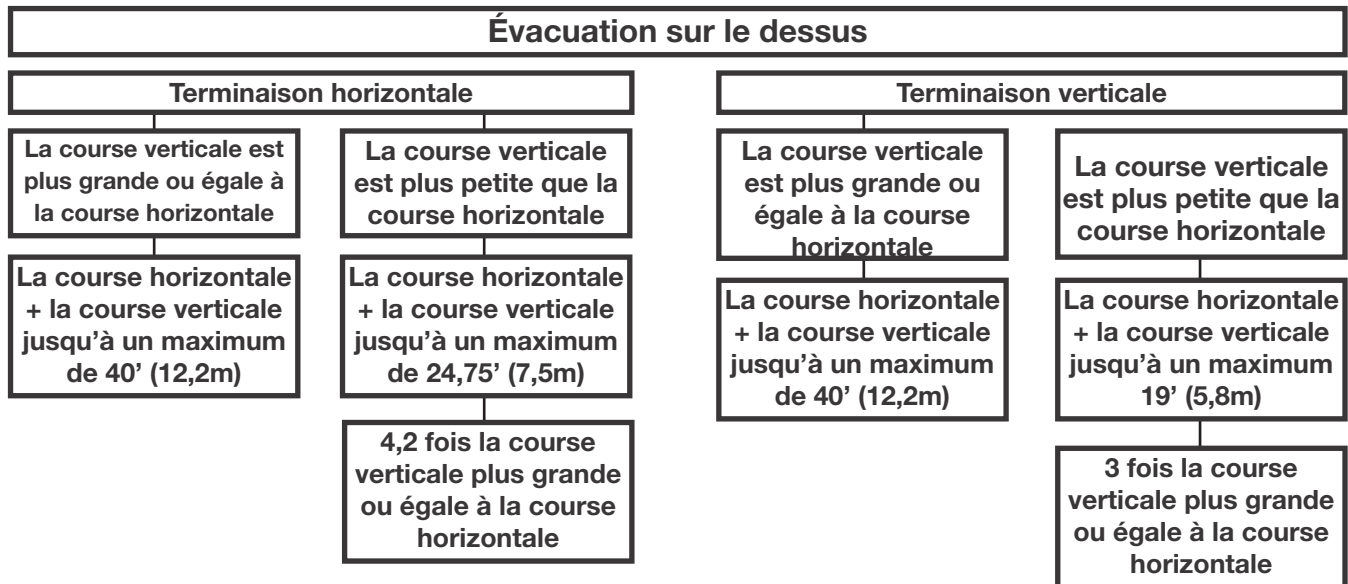 Évacuation sur le dessus
Terminaison horizontale
La course verticale est
plus grande ou égale à
la course horizontale
La course horizontale
+ la course verticale
jusqu’à un maximum
de 40’ (12,2m)
La course verticale
est plus petite que la
course horizontale
La course horizontale
+ la course verticale
jusqu’à un maximum
de 24,75’ (7,5m)
4,2 fois la course
verticale plus grande
ou égale à la course
horizontale
Terminaison verticale
La course verticale
est plus grande ou
égale à la course
horizontale
La course horizontale
+ la course verticale
jusqu’à un maximum
de 40’ (12,2m)
La course verticale
est plus petite que la
course horizontale
La course horizontale
+ la course verticale
jusqu’à un maximum
19’ (5,8m)
3 fois la course
verticale plus grande
ou égale à la course
horizontale